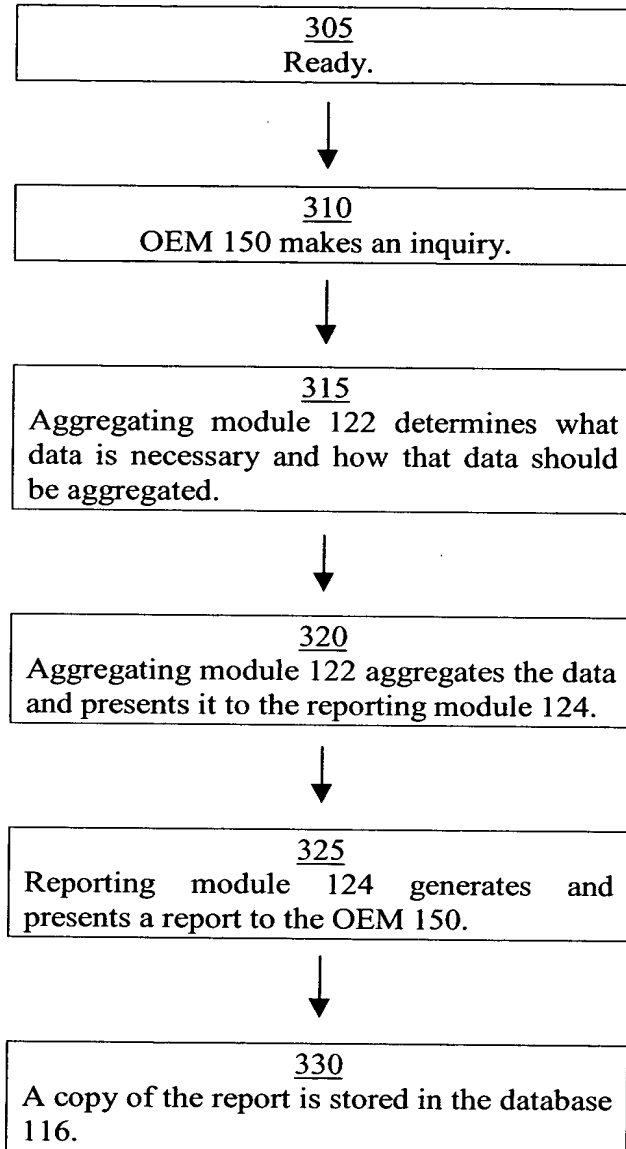 305
Ready.
310
OEM 150 makes an inquiry.
315
Aggregating module 122 determines what
data is necessary and how that data should
be aggregated.
320
Aggregating module 122 aggregates the data
and presents it to the reporting module 124.
325
Reporting module 124 generates and
presents a report to the OEM 150.
330
A copy of the report is stored in the database
116.